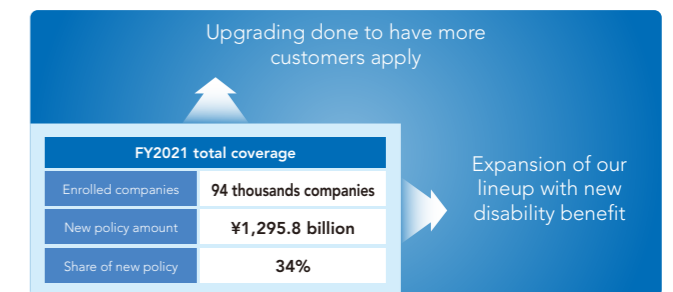 Upgrading done to have more
customers apply
FY2021 total coverage
Enrolled companies 94 thousands companies
New policy amount ¥1,295.8 billion
Share of new policy 34%
Expansion of our
lineup with new
disability benefit